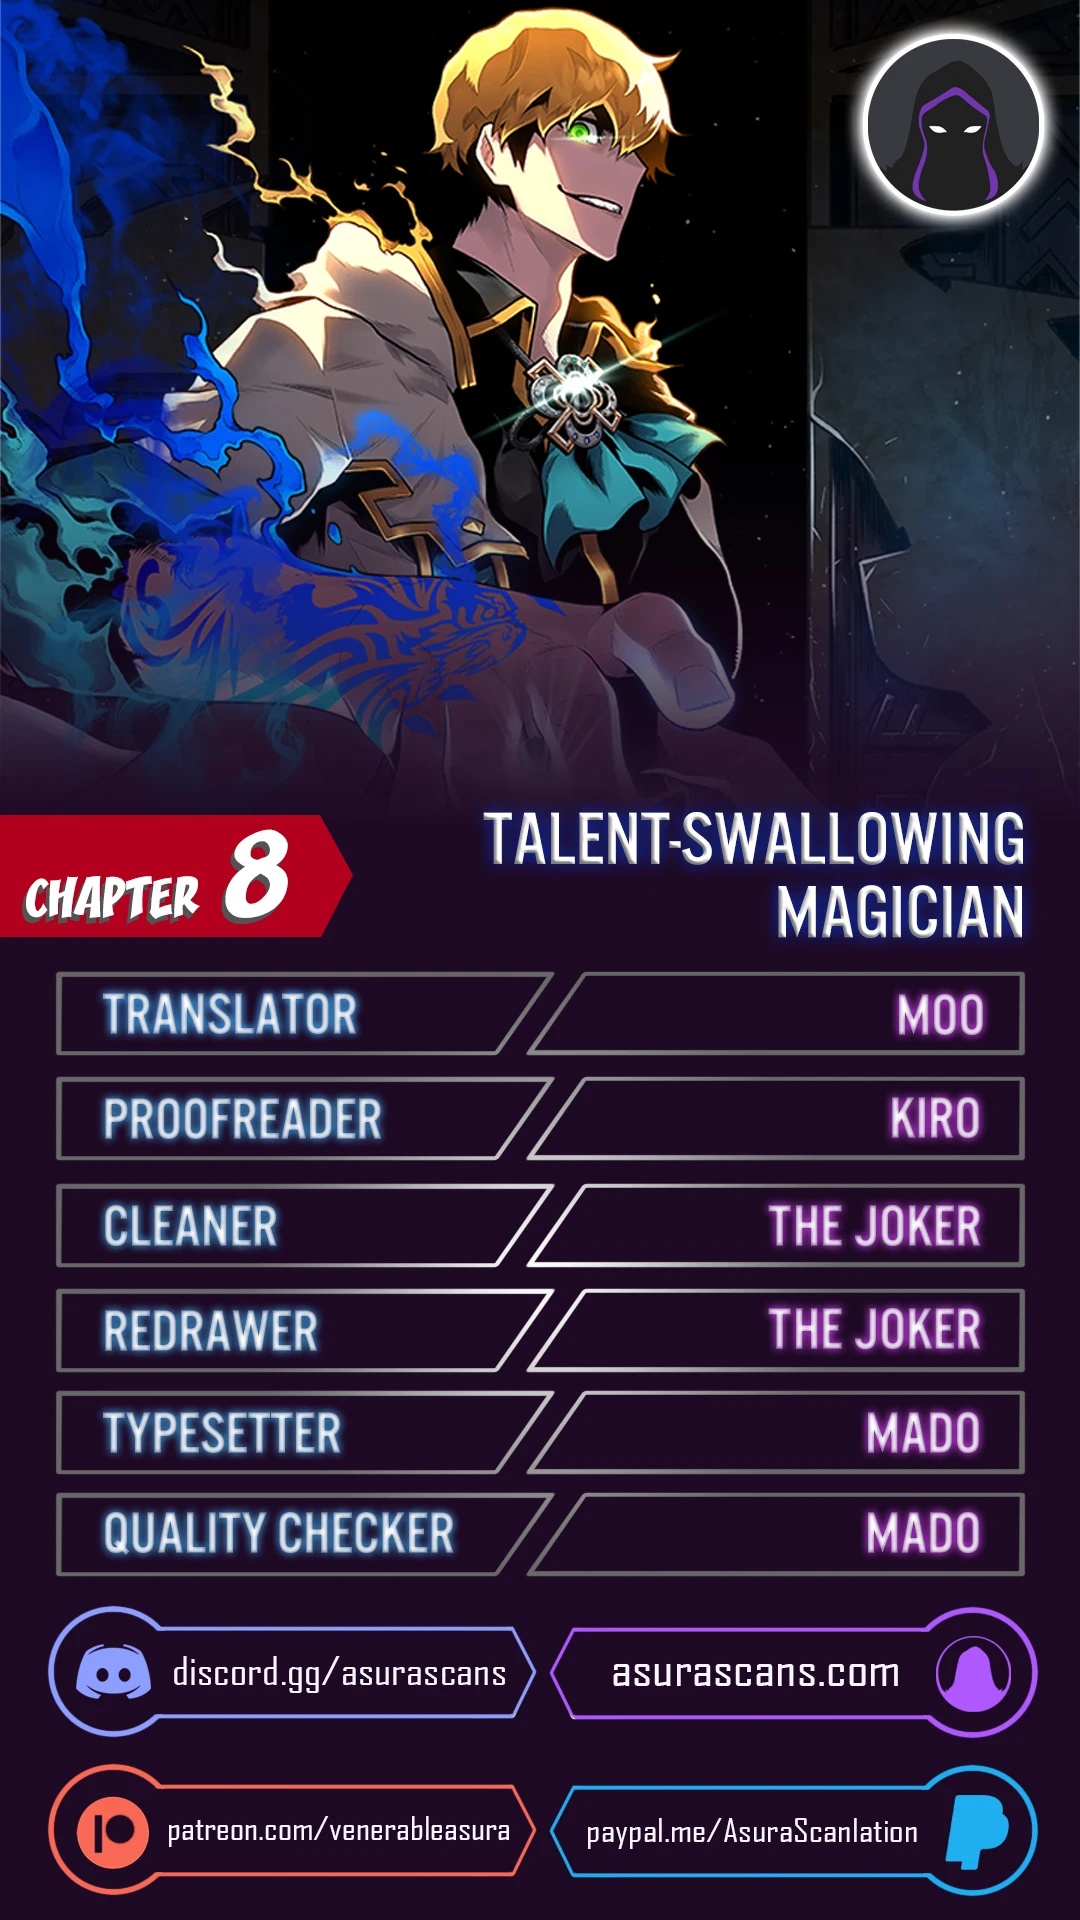 CHAPTER 8
TALENT-SWALLOWING
MAGICIAN
TRANSLATOR MOO
PROOFREADER KIRO
CLEANER THE JOKER
REDRAWER THE JOKER
TYPESETTER MADO
QUALITY CHECKER MADO
discord.gg/asurascans asurascans.com
patreon.com/venerableasura paypal.me/AsuraScanlation